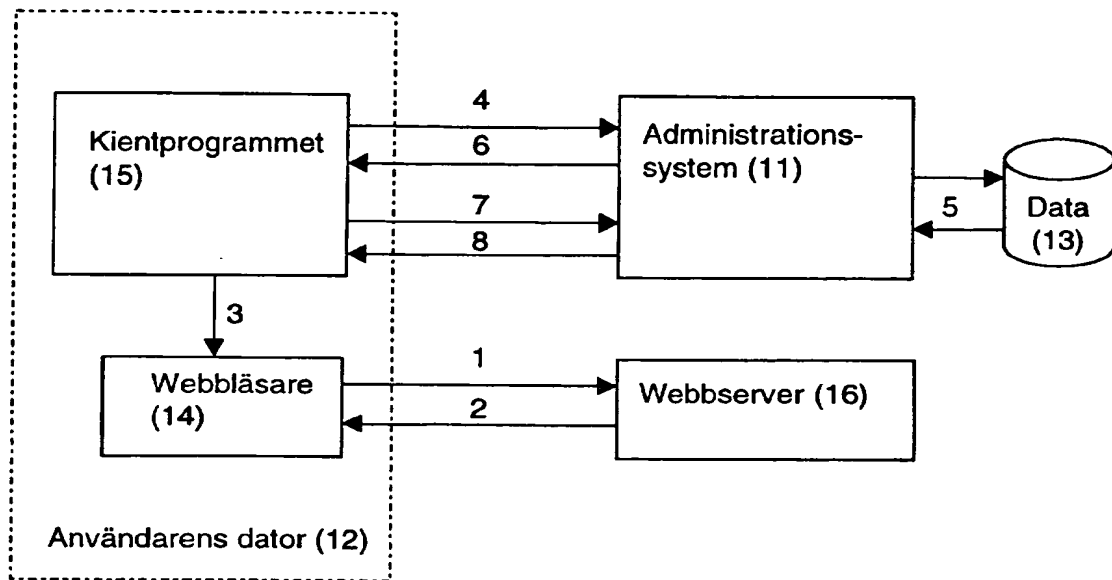 Kientprogrammet
(15)
4
6
7
8
Administrations-
system (11)
5
Data
(13)
3
Webbläsare
(14)
1
2
Webbserver (16)
Användarens dator (12)